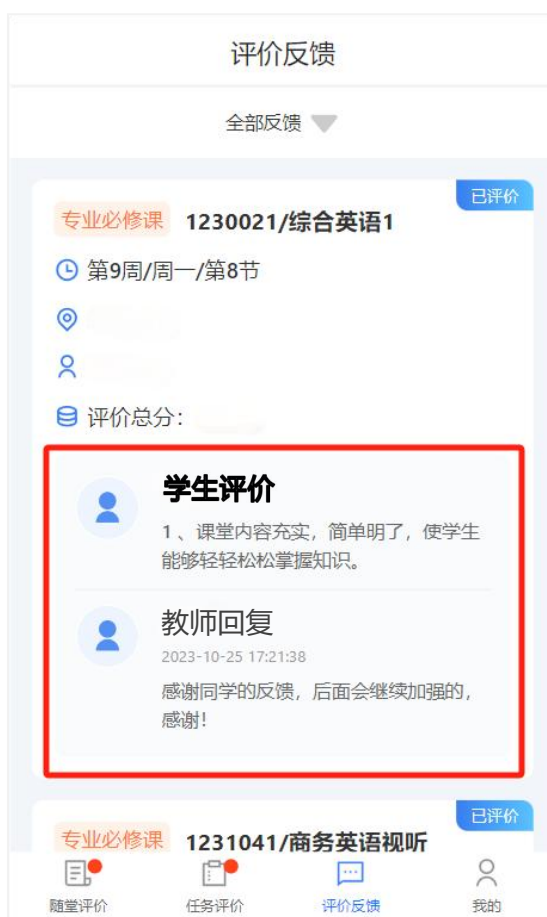 评价反馈
全部反馈
已评价
专业必修课 1230021/综合英语1
第9周/周一/第8节
评价总分：
学生评价
1、课堂内容充实，简单明了，使学生
能够轻轻松松掌握知识。
教师回复
2023-10-25 17:21:38
感谢同学的反馈，后面会继续加强的，
感谢！
已评价
专业必修课 1231041/商务英语视听
随堂评价 任务评价 评价反馈 我的